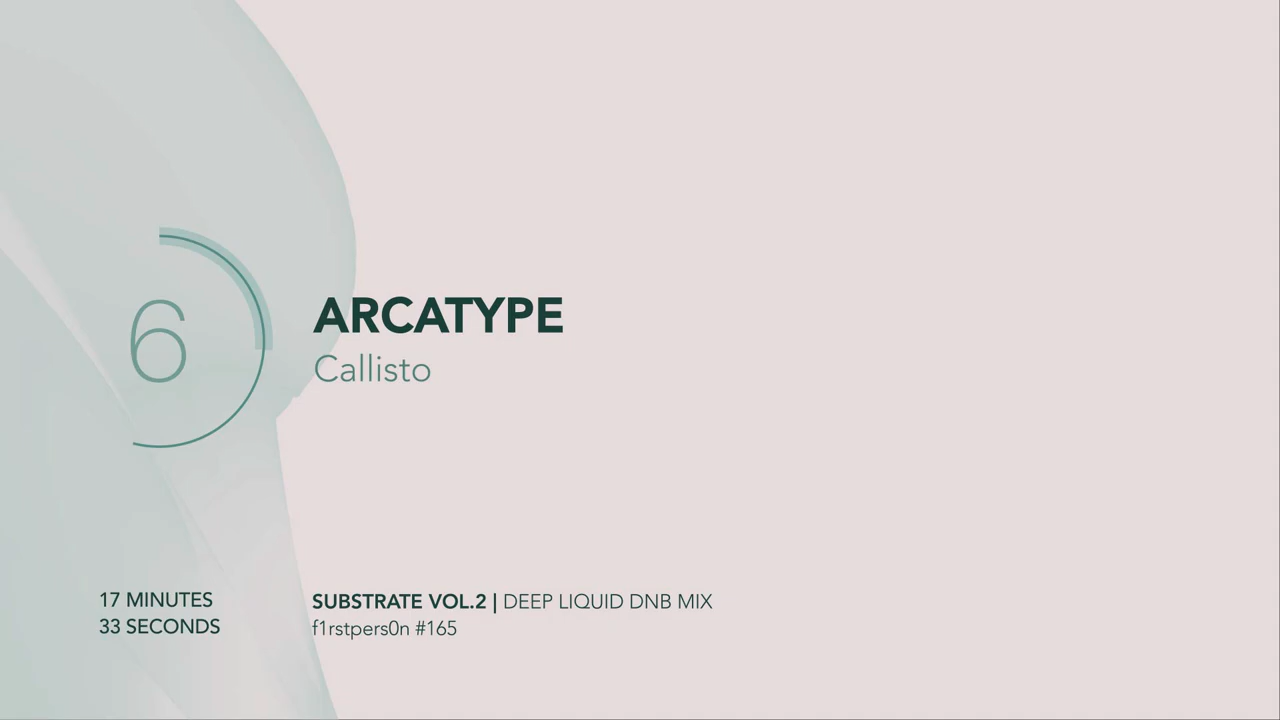 6
ARCATYPE
Callisto
17 MINUTES
33 SECONDS
SUBSTRATE VOL.2 | DEEP LIQUID DNB MIX
f1rstpers0n #165